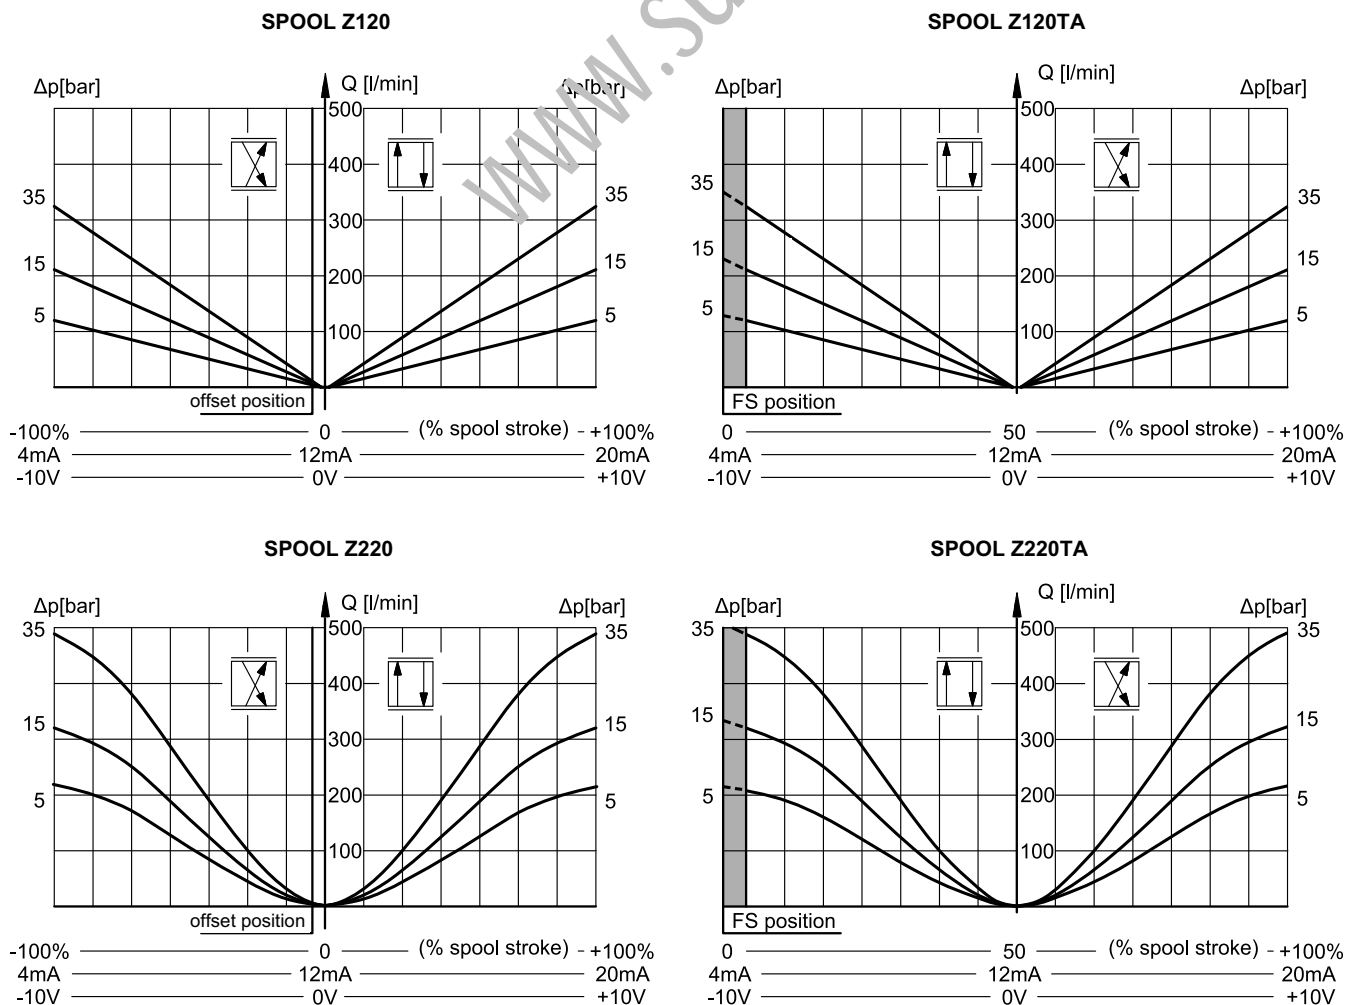 SPOOL Z120
SPOOL Z120TA
Δp[bar]
Q [l/min]
Δp[bar]
Δp[bar]
Q [l/min]
Δp[bar]
500
400
300
200
100
35
15
5
35
15
5
500
400
300
200
100
35
15
5
35
15
5
offset position
FS position
-100% 0 (% spool stroke) +100%
4mA 12mA 20mA
-10V 0V +10V
0 50 (% spool stroke) +100%
4mA 12mA 20mA
-10V 0V +10V
SPOOL Z220
SPOOL Z220TA
Δp[bar]
Q [l/min]
Δp[bar]
Δp[bar]
Q [l/min]
Δp[bar]
500
400
300
200
100
35
15
5
35
15
5
500
400
300
200
100
35
15
5
35
15
5
offset position
FS position
-100% 0 (% spool stroke) +100%
4mA 12mA 20mA
-10V 0V +10V
0 50 (% spool stroke) +100%
4mA 12mA 20mA
-10V 0V +10V